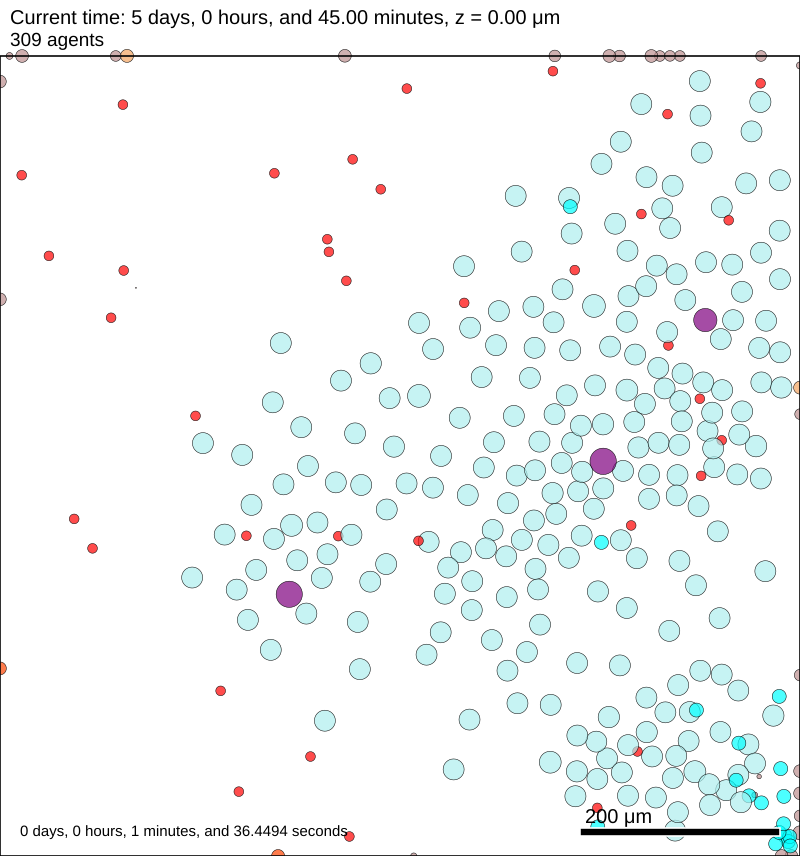 Current time: 5 days, 0 hours, and 45.00 minutes, z = 0.00 μm
309 agents
200 μm
0 days, 0 hours, 1 minutes, and 36.4494 seconds